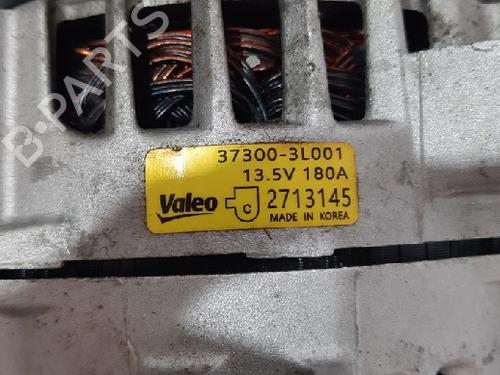 37300-3L001
13.5V 180A
Valeo C 2713145
MADE IN KOREA
B-PARTS